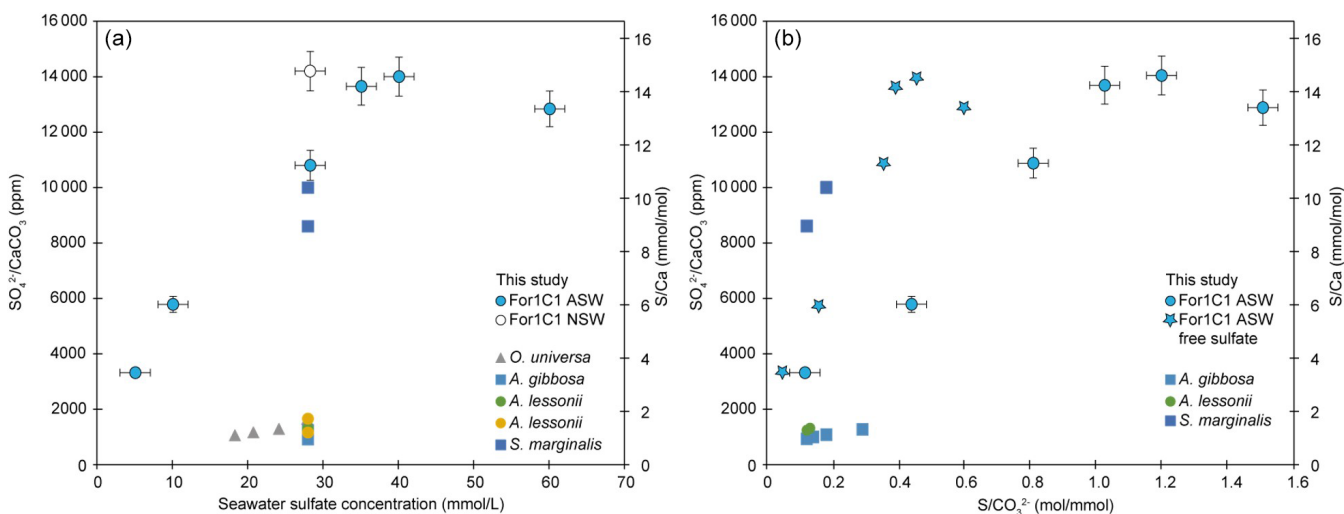 (a)
16 000
14 000
12 000
10 000
8000
6000
4000
2000
0
SO₄²⁻/CaCO₃ (ppm)
0
10
20
30
40
50
60
70
Seawater sulfate concentration (mmol/L)
16
14
12
10
8
6
4
2
0
S/Ca (mmol/mol)
This study
For1C1 ASW
For1C1 NSW
O. universa
A. gibbosa
A. lessonii
A. lessonii
S. marginalis
(b)
16 000
14 000
12 000
10 000
8000
6000
4000
2000
0
SO₄²⁻/CaCO₃ (ppm)
0
0.2
0.4
0.6
0.8
1.0
1.2
1.4
1.6
S/CO₃²⁻ (mol/mmol)
16
14
12
10
8
6
4
2
0
S/Ca (mmol/mol)
This study
For1C1 ASW
For1C1 ASW
free sulfate
A. gibbosa
A. lessonii
S. marginalis